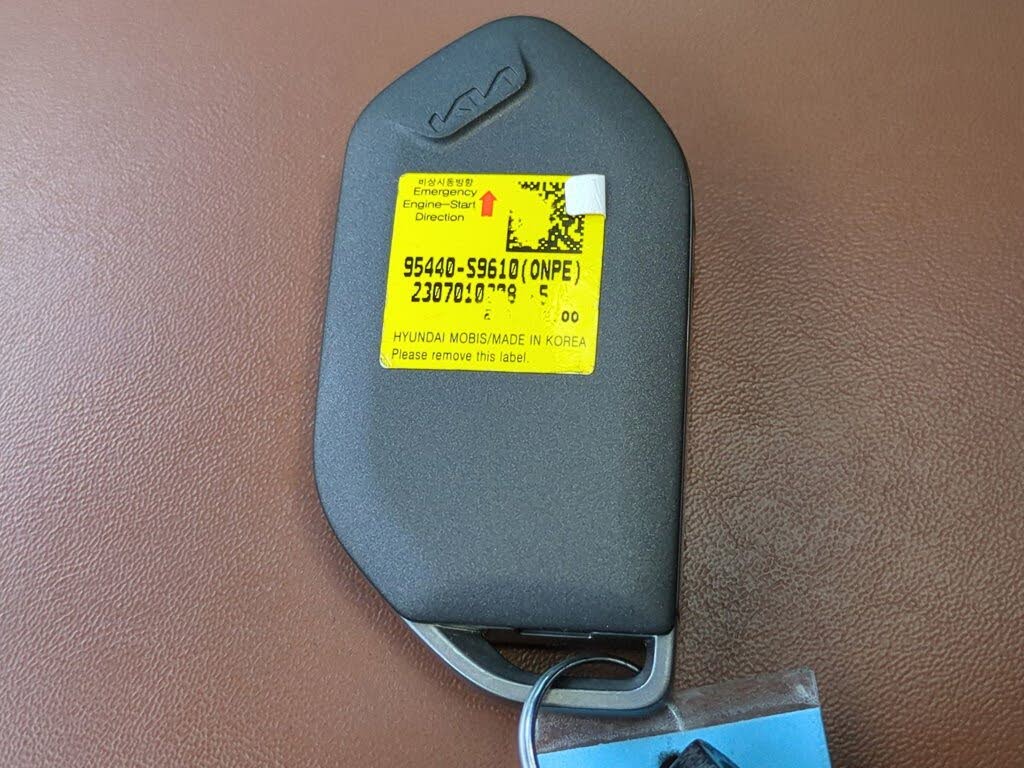 KIA
비상시동방향
Emergency
Engine-Start
Direction
95440-S9610(ONPE)
HYUNDAI MOBIS/MADE IN KOREA
Please remove this label.